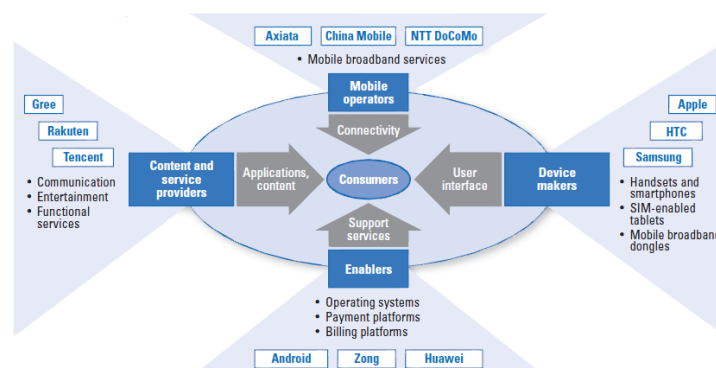 Axiata
China Mobile
NTT DoCoMo
• Mobile broadband services
Mobile
operators
Connectivity
Gree
Rakuten
Tencent
Content and
service
providers
• Communication
• Entertainment
• Functional
services
Applications,
content
Consumers
User
interface
Device
makers
Apple
HTC
Samsung
• Handsets and
smartphones
• SIM-enabled
tablets
• Mobile broadband
dongles
Support
services
Enablers
• Operating systems
• Payment platforms
• Billing platforms
Android
Zong
Huawei